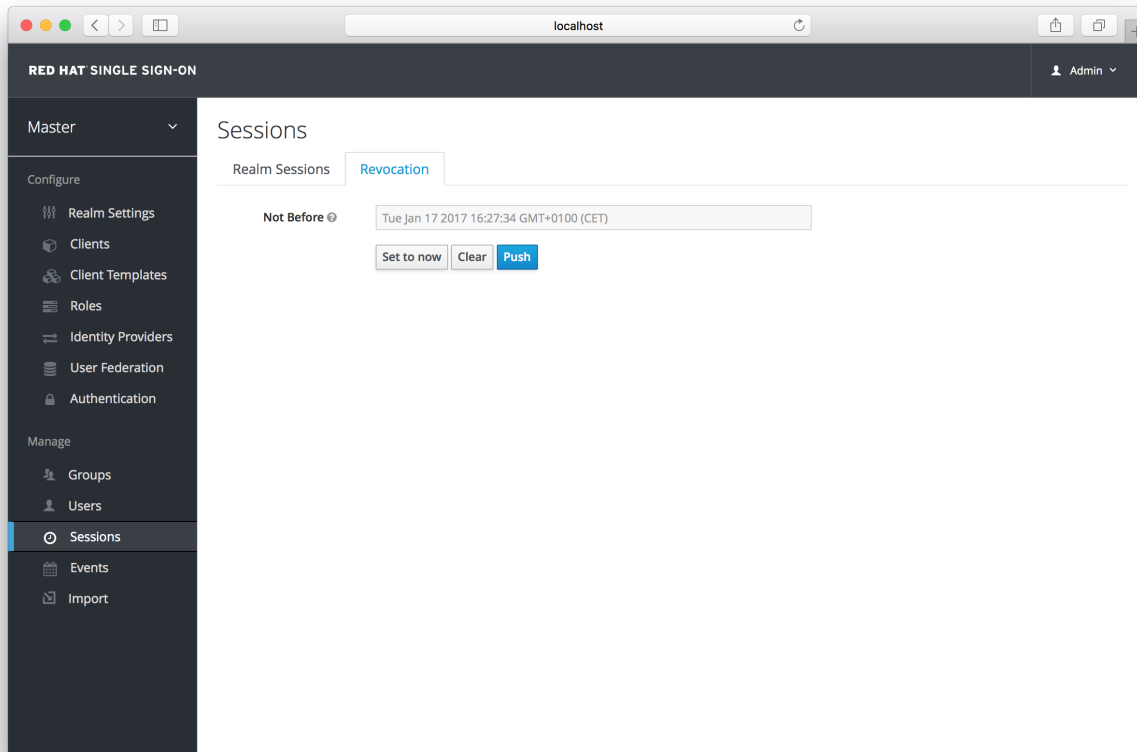 localhost
RED HAT SINGLE SIGN-ON
Admin
Master
Configure
Realm Settings
Clients
Client Templates
Roles
Identity Providers
User Federation
Authentication
Manage
Groups
Users
Sessions
Events
Import
Sessions
Realm Sessions Revocation
Not Before Tue Jan 17 2017 16:27:34 GMT+0100 (CET)
Set to now Clear Push